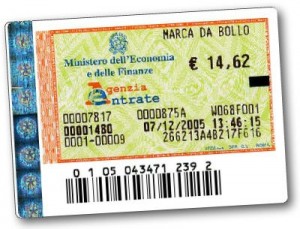 MARCA DA BOLLO
Ministero dell'Economia
e delle Finanze
€ 14,62
Agenzia
Entrate
00007817 0000875A W068F001
00001480 07/12/2005 13:46:15
0001-00009 266213A4B217F616
0 1 05 043471 239 2